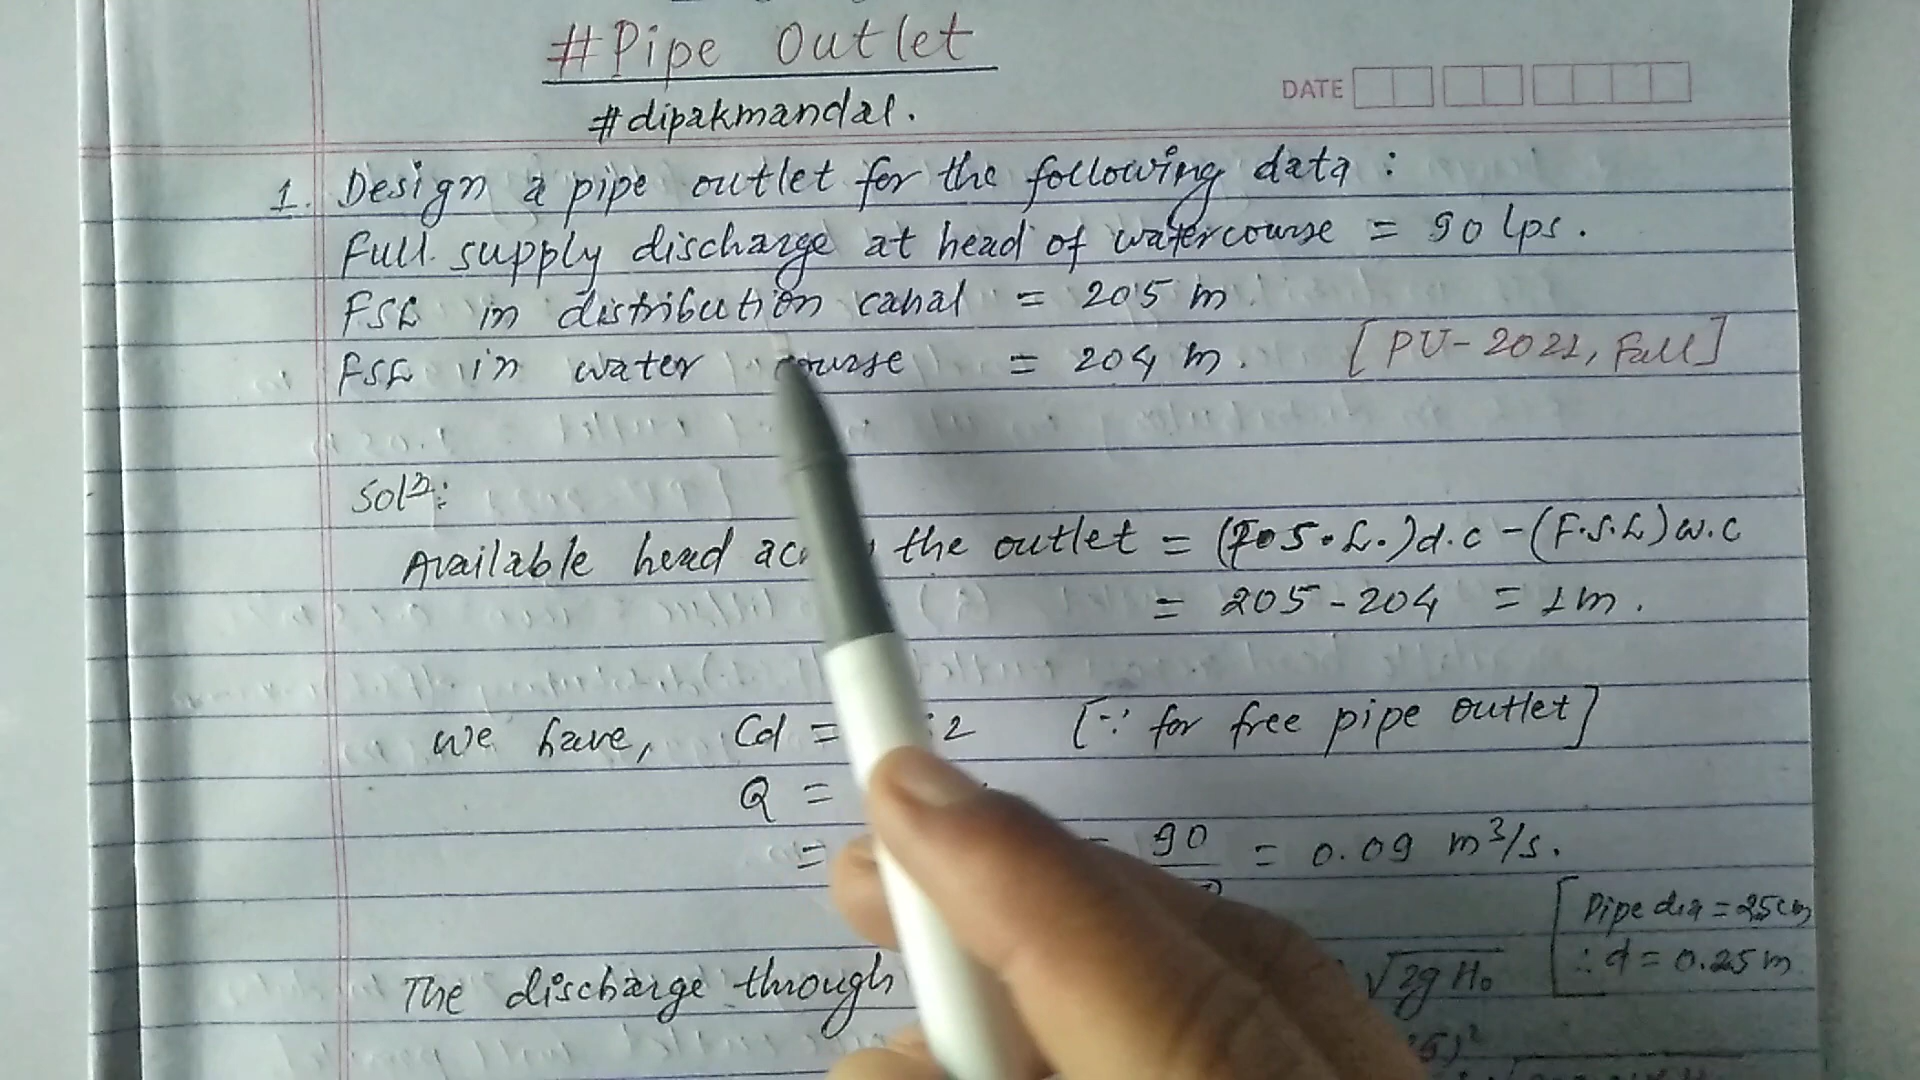 #Pipe Outlet
DATE
#dipakmandal.
1. Design a pipe outlet for the following data :
Full supply discharge at head of watercourse = 90 lps.
FSL in distribution canal = 205 m.
FSL in water course = 204 m. [PU-2021, Fall]
Solⁿ:
Available head the outlet = (F.S.L.)d.c - (F.S.L)w.c
= 205 - 204 = 1m.
we have, Cd = 2 [∵ for free pipe outlet]
Q =
= = 90 = 0.09 m³/s.
[Pipe dia = 25cm
∴ d = 0.25 m
The discharge through √2gH₀